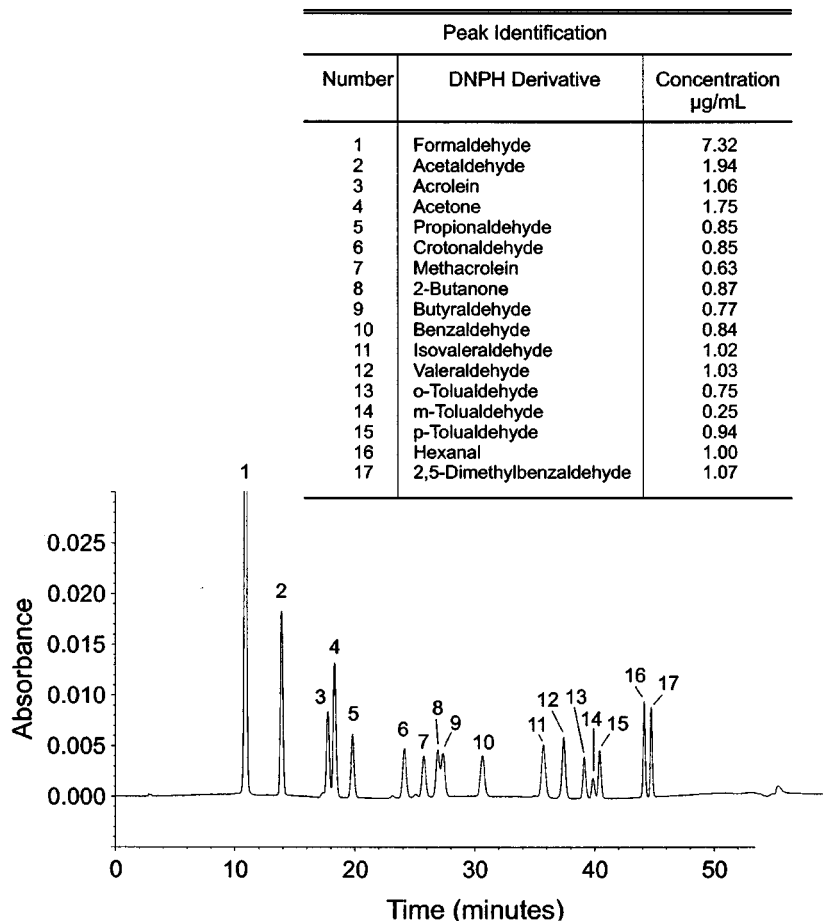 Peak Identification
Number DNPH Derivative Concentration
µg/mL
1 Formaldehyde 7.32
2 Acetaldehyde 1.94
3 Acrolein 1.06
4 Acetone 1.75
5 Propionaldehyde 0.85
6 Crotonaldehyde 0.85
7 Methacrolein 0.63
8 2-Butanone 0.87
9 Butyraldehyde 0.77
10 Benzaldehyde 0.84
11 Isovaleraldehyde 1.02
12 Valeraldehyde 1.03
13 o-Tolualdehyde 0.75
14 m-Tolualdehyde 0.25
15 p-Tolualdehyde 0.94
16 Hexanal 1.00
17 2,5-Dimethylbenzaldehyde 1.07
1
0.025
2
0.020
0.015
4
16 17
0.010
3 5 8 9 12 13
6 7 10 11 14 15
0.005
0.000
Absorbance
0 10 20 30 40 50
Time (minutes)